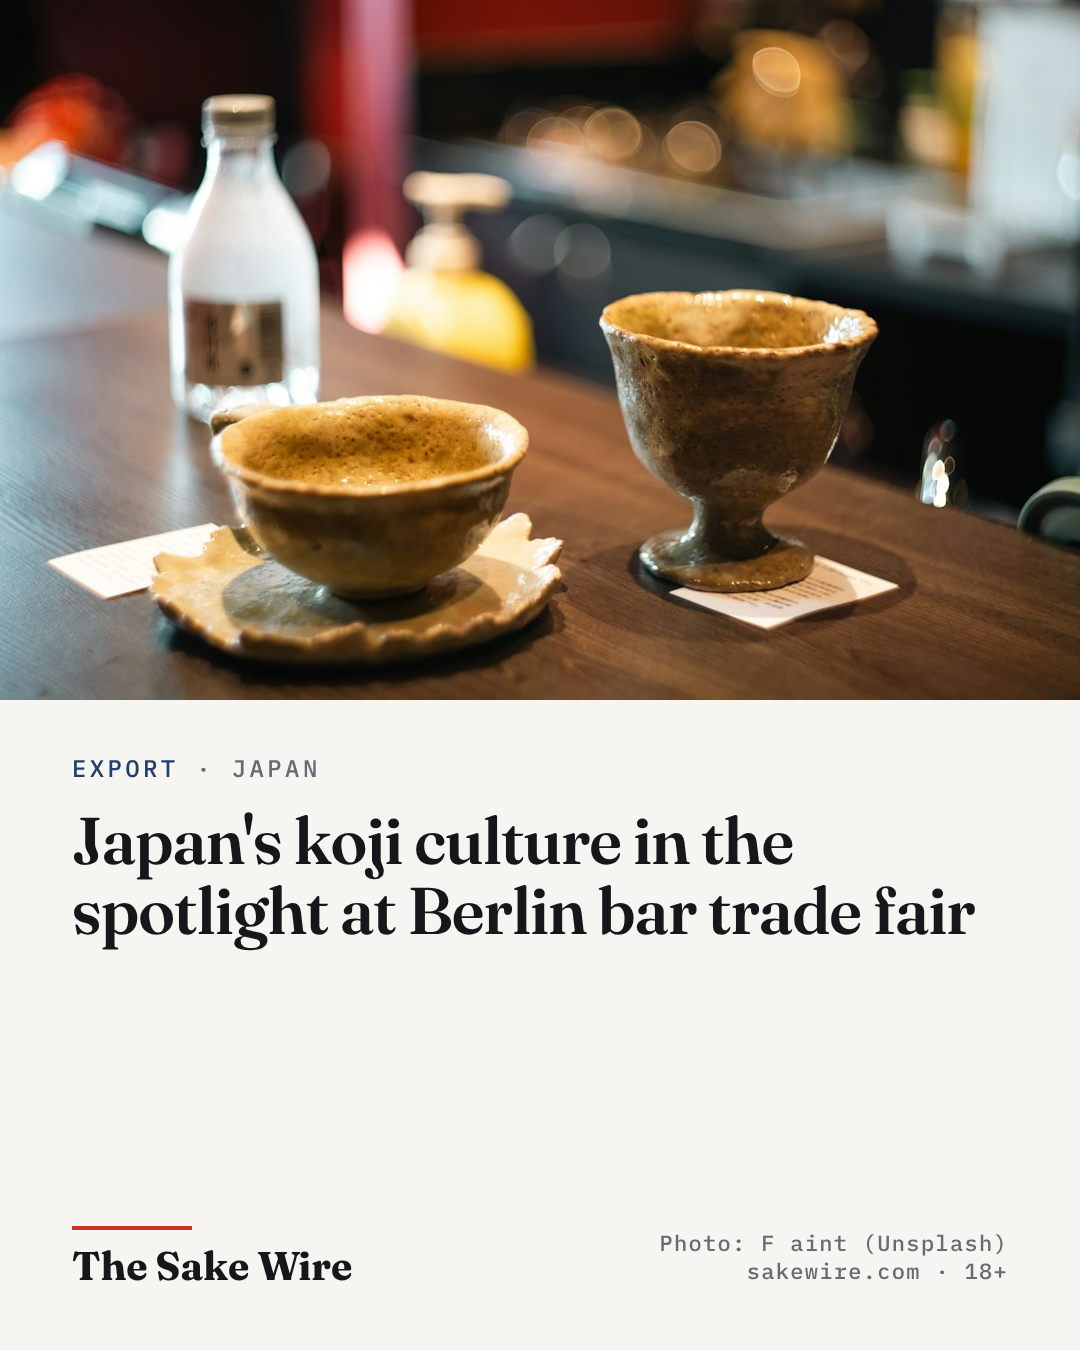 EXPORT · JAPAN
Japan's koji culture in the
spotlight at Berlin bar trade fair
The Sake Wire
Photo: F aint (Unsplash)
sakewire.com · 18+